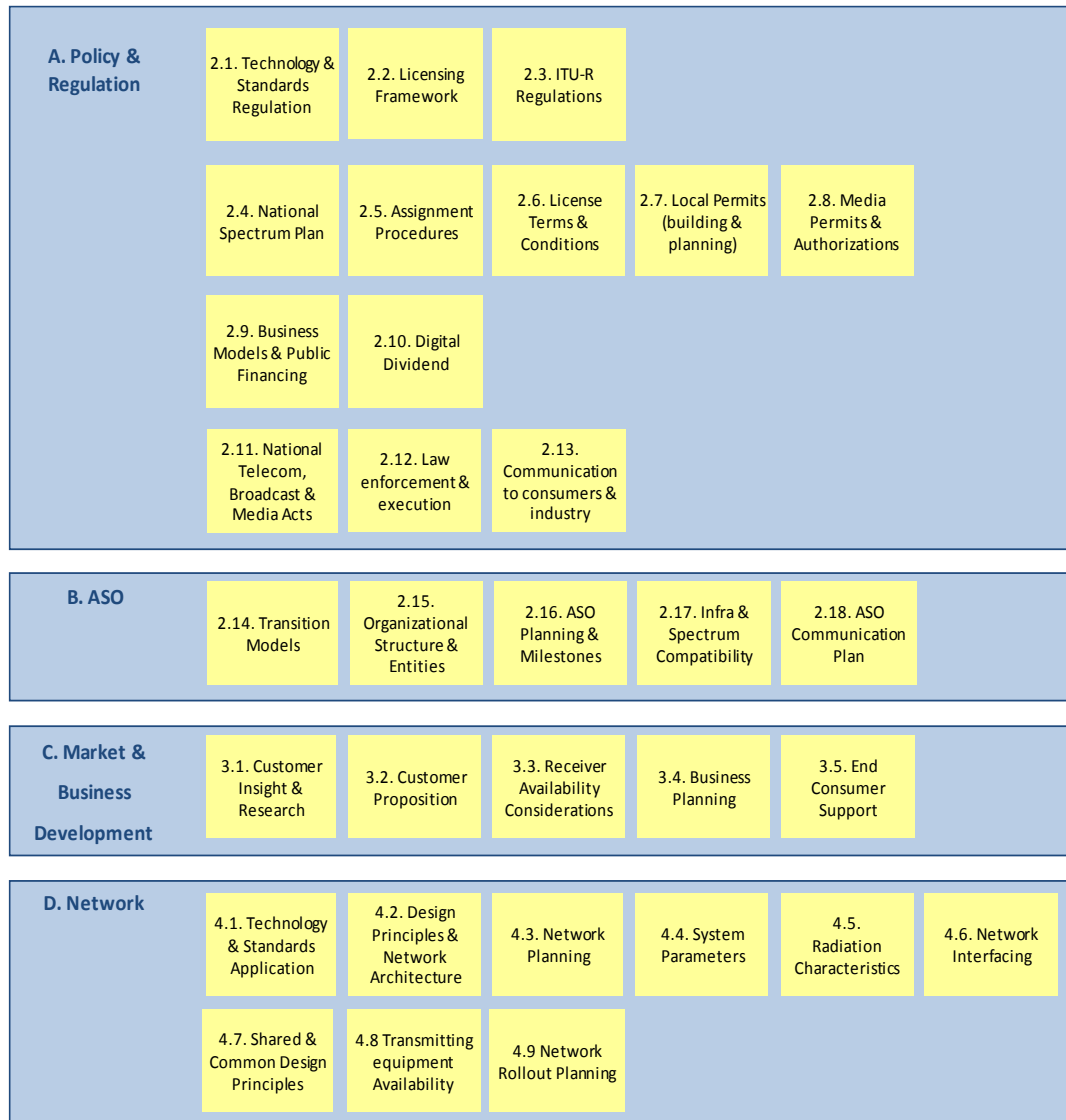 A. Policy &
Regulation
2.1. Technology &
Standards
Regulation
2.2. Licensing
Framework
2.3. ITU-R
Regulations
2.4. National
Spectrum Plan
2.5. Assignment
Procedures
2.6. License
Terms &
Conditions
2.7. Local Permits
(building &
planning)
2.8. Media
Permits &
Authorizations
2.9. Business
Models & Public
Financing
2.10. Digital
Dividend
2.11. National
Telecom,
Broadcast &
Media Acts
2.12. Law
enforcement &
execution
2.13.
Communication
to consumers &
industry
B. ASO
2.14. Transition
Models
2.15.
Organizational
Structure &
Entities
2.16. ASO
Planning &
Milestones
2.17. Infra &
Spectrum
Compatibility
2.18. ASO
Communication
Plan
C. Market &
Business
Development
3.1. Customer
Insight &
Research
3.2. Customer
Proposition
3.3. Receiver
Availability
Considerations
3.4. Business
Planning
3.5. End
Consumer
Support
D. Network
4.1. Technology
& Standards
Application
4.2. Design
Principles &
Network
Architecture
4.3. Network
Planning
4.4. System
Parameters
4.5.
Radiation
Characteristics
4.6. Network
Interfacing
4.7. Shared &
Common Design
Principles
4.8 Transmitting
equipment
Availability
4.9 Network
Rollout Planning